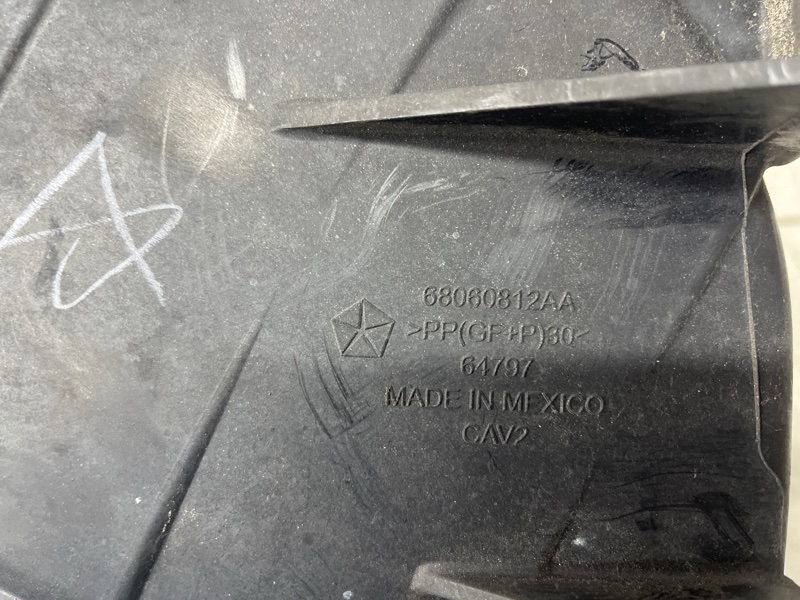 68060812AA
>PP(GF+P)30<
64797
MADE IN MEXICO
CAV2